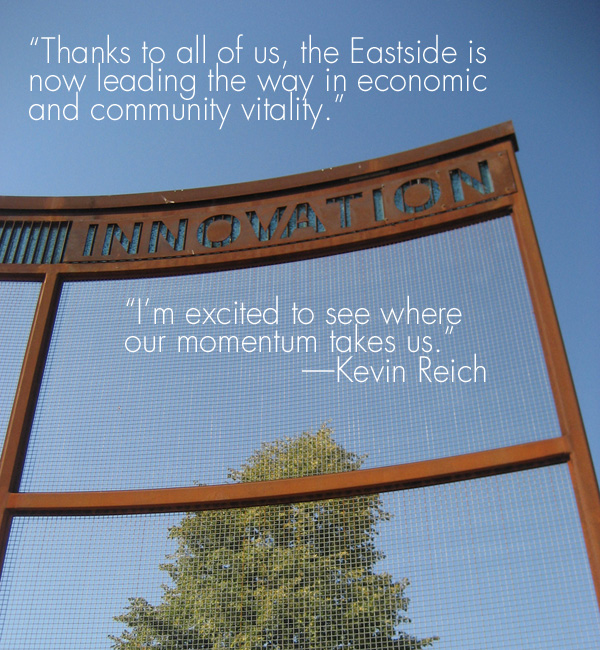 “Thanks to all of us, the Eastside is
now leading the way in economic
and community vitality.”
INNOVATION
“I’m excited to see where
our momentum takes us.”
—Kevin Reich